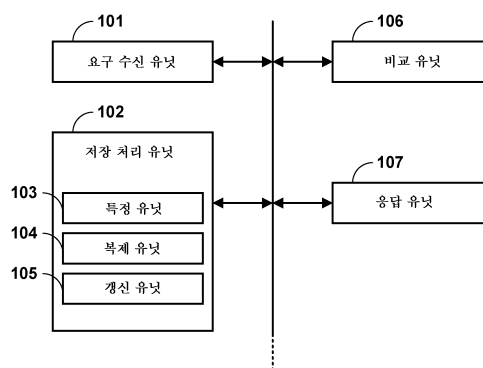 101
요구 수신 유닛
102
저장 처리 유닛
103
특정 유닛
104
복제 유닛
105
갱신 유닛
106
비교 유닛
107
응답 유닛